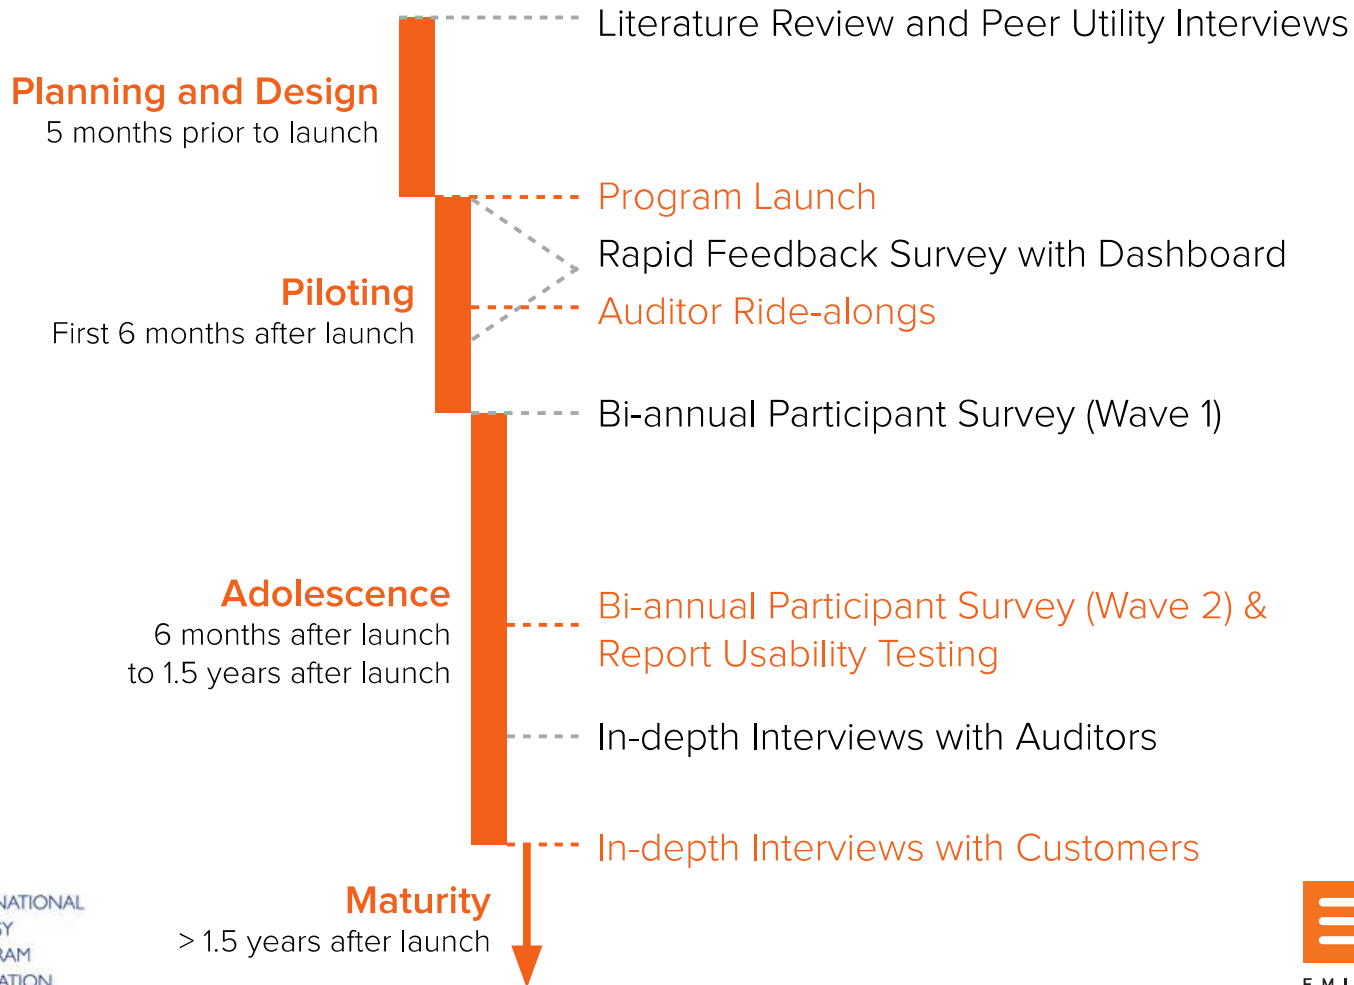 Literature Review and Peer Utility Interviews
Planning and Design
5 months prior to launch
Program Launch
Rapid Feedback Survey with Dashboard
Piloting
First 6 months after launch
Auditor Ride-alongs
Bi-annual Participant Survey (Wave 1)
Adolescence
6 months after launch
to 1.5 years after launch
Bi-annual Participant Survey (Wave 2) &
Report Usability Testing
In-depth Interviews with Auditors
In-depth Interviews with Customers
Maturity
> 1.5 years after launch
NATIONAL